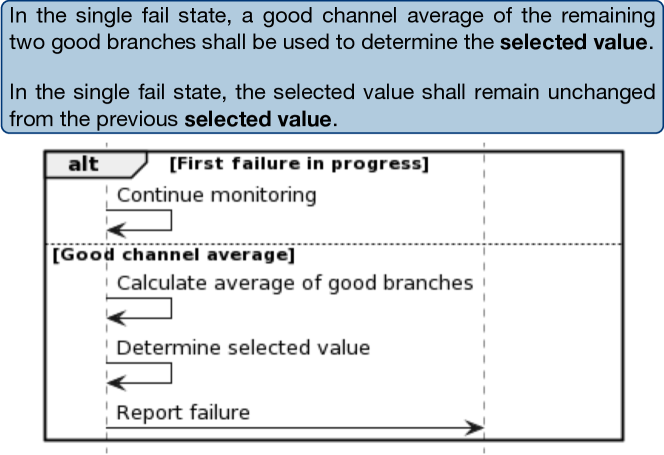 In the single fail state, a good channel average of the remaining
two good branches shall be used to determine the selected value.
In the single fail state, the selected value shall remain unchanged
from the previous selected value.
alt [First failure in progress]
Continue monitoring
[Good channel average]
Calculate average of good branches
Determine selected value
Report failure